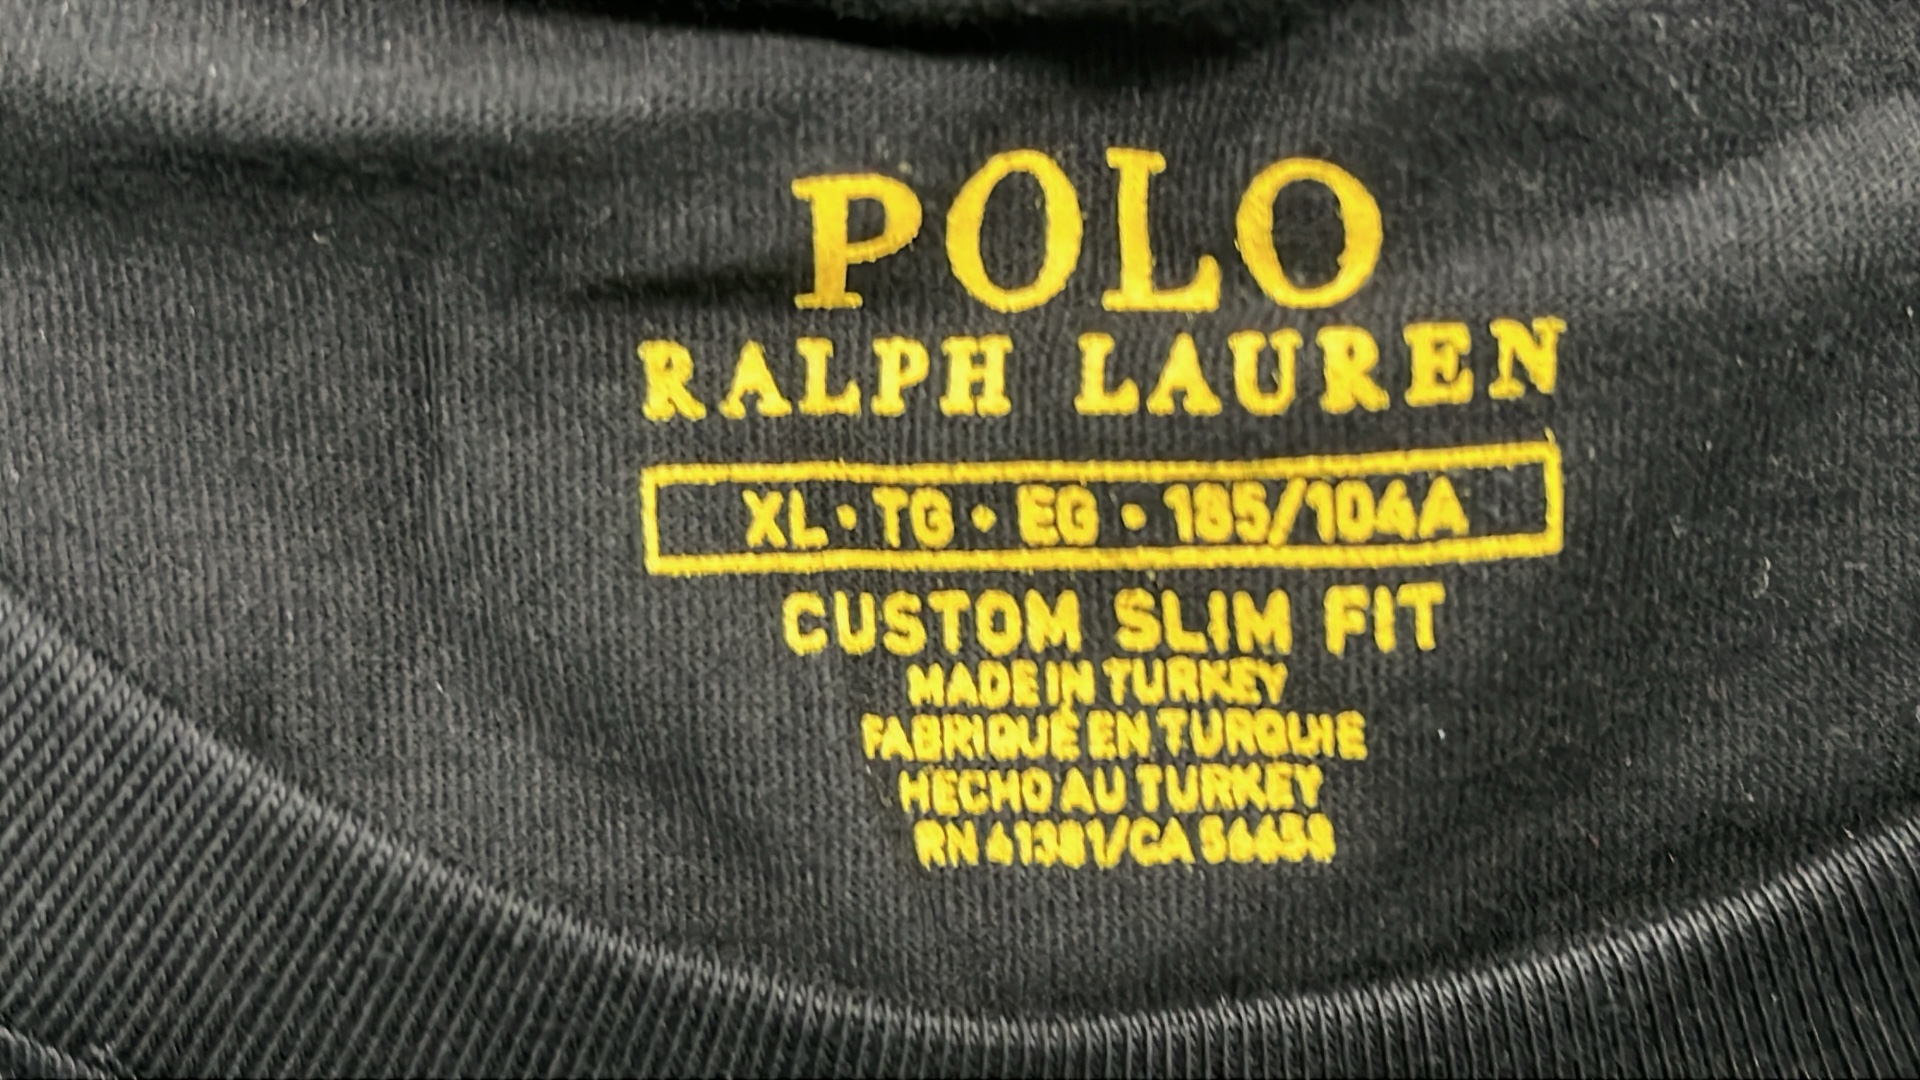 POLO
RALPH LAUREN
XL • TG • EG • 185/104A
CUSTOM SLIM FIT
MADE IN TURKEY
FABRIQUÉ EN TURQUIE
HECHO AU TURKEY
RN 41381/CA 56658